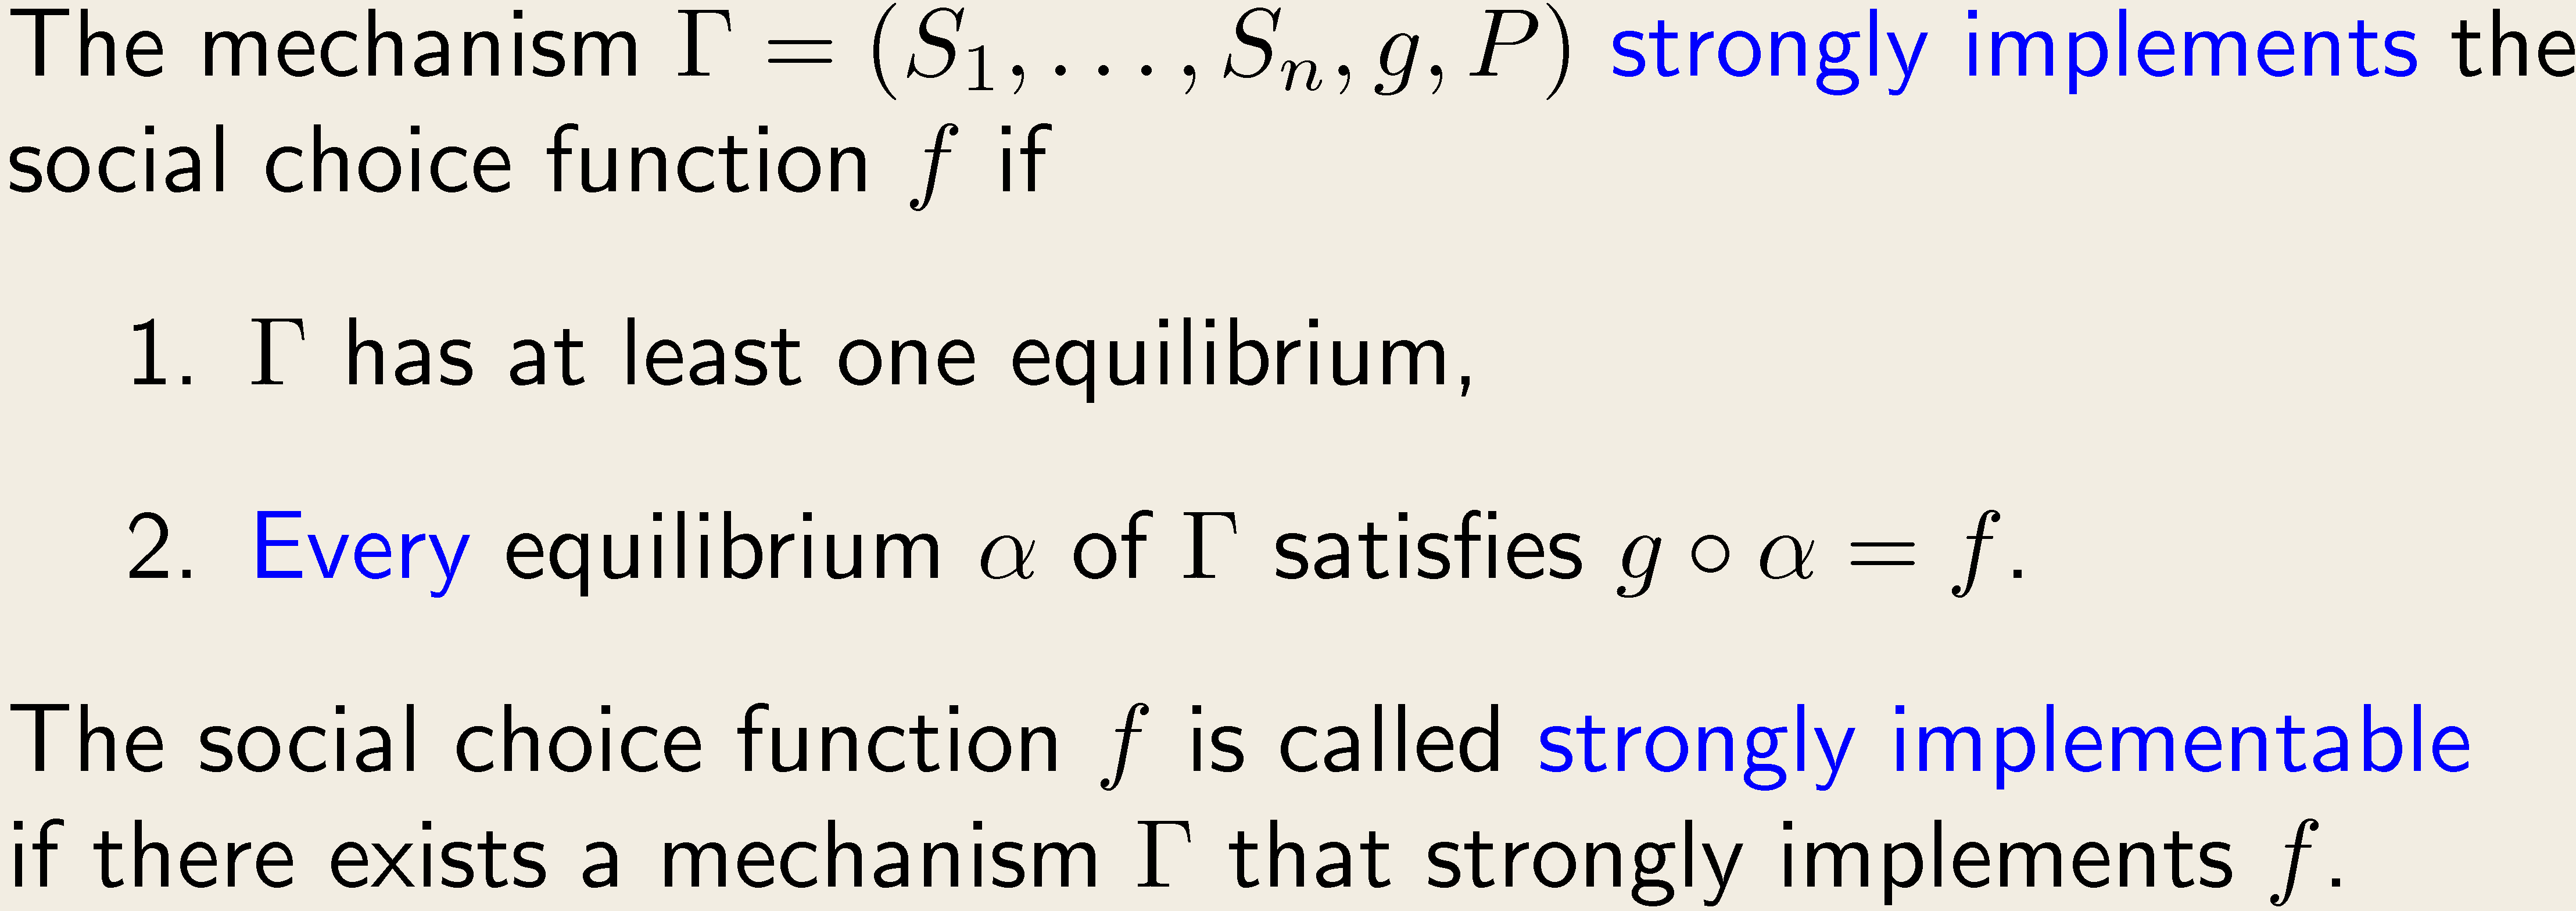 The mechanism Γ = (S₁, . . . , Sₙ, g, P) strongly implements the
social choice function f if
1. Γ has at least one equilibrium,
2. Every equilibrium α of Γ satisfies g ∘ α = f.
The social choice function f is called strongly implementable
if there exists a mechanism Γ that strongly implements f.